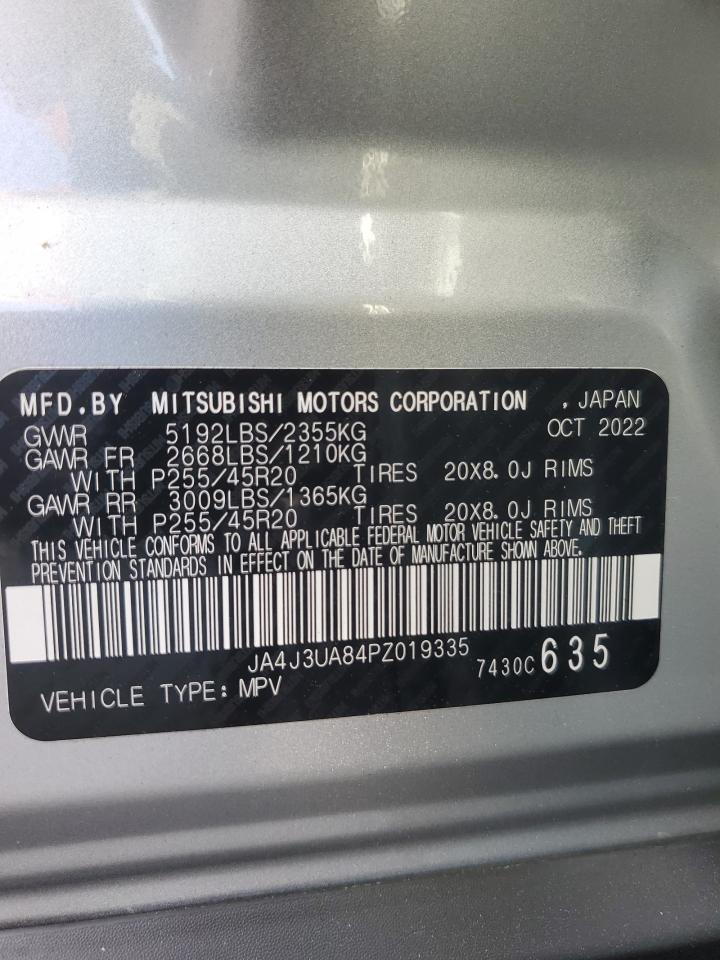 MFD.BY MITSUBISHI MOTORS CORPORATION , JAPAN
GVWR 5192LBS/2355KG OCT 2022
GAWR FR 2668LBS/1210KG
WITH P255/45R20 TIRES 20X8.0J RIMS
GAWR RR 3009LBS/1365KG
WITH P255/45R20 TIRES 20X8.0J RIMS
THIS VEHICLE CONFORMS TO ALL APPLICABLE FEDERAL MOTOR VEHICLE SAFETY AND THEFT
PREVENTION STANDARDS IN EFFECT ON THE DATE OF MANUFACTURE SHOWN ABOVE.
JA4J3UA84PZ019335
7430C 635
VEHICLE TYPE: MPV